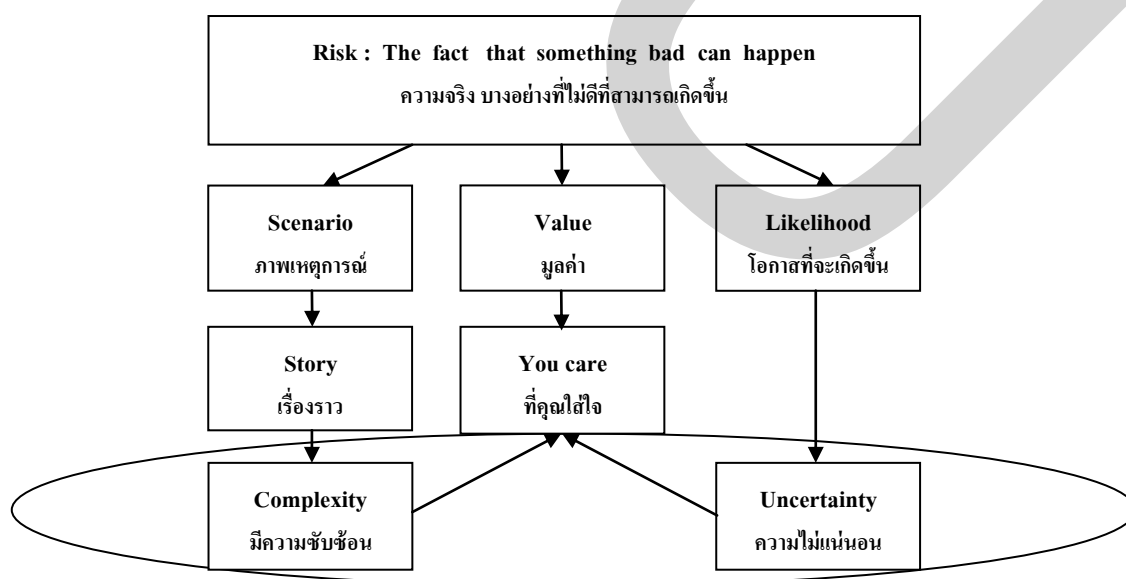 Risk : The fact that something bad can happen
ความจริง บางอย่างที่ไม่ดีที่สามารถเกิดขึ้น
Scenario
ภาพเหตุการณ์
Value
มูลค่า
Likelihood
โอกาสที่จะเกิดขึ้น
Story
เรื่องราว
You care
ที่คุณใส่ใจ
Complexity
มีความซับซ้อน
Uncertainty
ความไม่แน่นอน